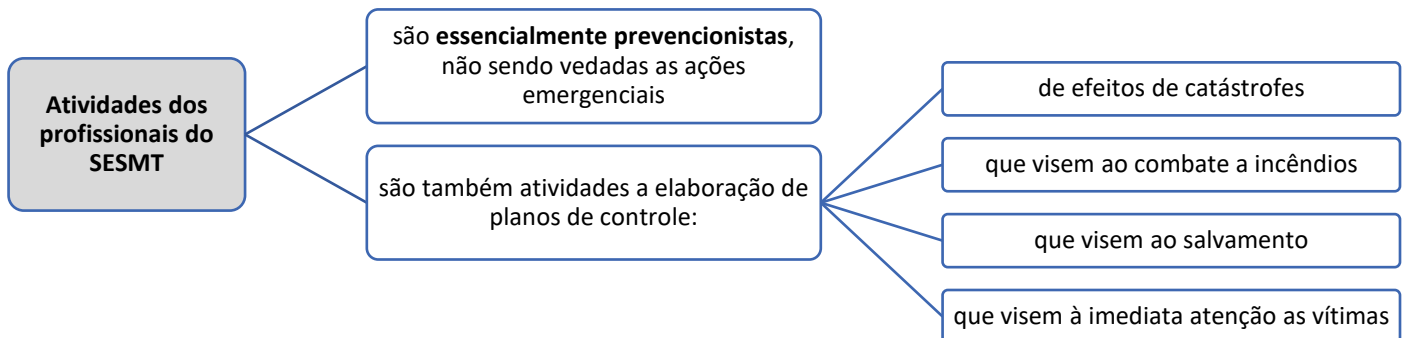 Atividades dos
profissionais do
SESMT
são essencialmente prevencionistas,
não sendo vedadas as ações
emergenciais
são também atividades a elaboração de
planos de controle:
de efeitos de catástrofes
que visem ao combate a incêndios
que visem ao salvamento
que visem à imediata atenção as vítimas